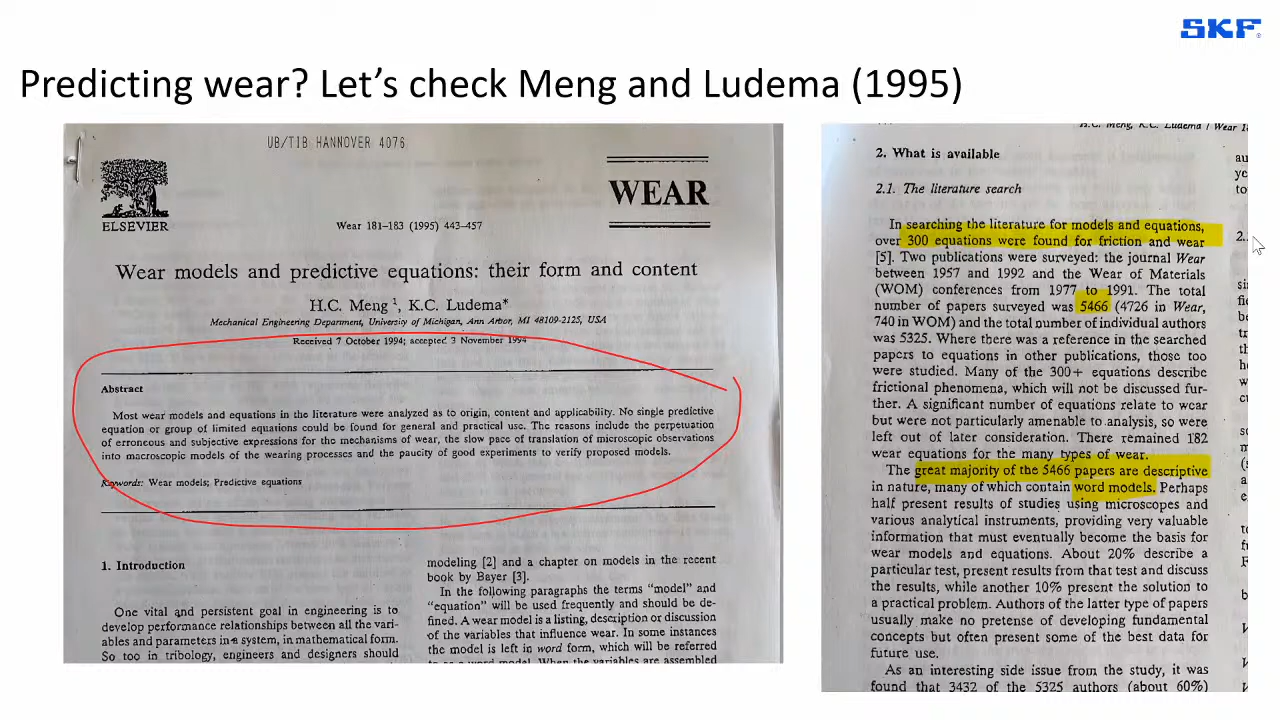 SKF
Predicting wear? Let's check Meng and Ludema (1995)
UB/TIB HANNOVER 4076
ELSEVIER
WEAR
Wear 181–183 (1995) 443–457
Wear models and predictive equations: their form and content
H.C. Meng ¹, K.C. Ludema*
Mechanical Engineering Department, University of Michigan, Ann Arbor, MI 48109-2125, USA
Received 7 October 1994; accepted 3 November 1994
Abstract
Most wear models and equations in the literature were analyzed as to origin, content and applicability. No single predictive
equation or group of limited equations could be found for general and practical use. The reasons include the perpetuation
of erroneous and subjective expressions for the mechanisms of wear, the slow pace of translation of microscopic observations
into macroscopic models of the wearing processes and the paucity of good experiments to verify proposed models.
Keywords: Wear models; Predictive equations
1. Introduction
One vital and persistent goal in engineering is to
develop performance relationships between all the vari-
ables and parameters in a system, in mathematical form.
So too in tribology, engineers and designers should
modeling [2] and a chapter on models in the recent
book by Bayer [3].
In the following paragraphs the terms "model" and
"equation" will be used frequently and should be de-
fined. A wear model is a listing, description or discussion
of the variables that influence wear. In some instances
the model is left in word form, which will be referred
to as a word model. When the variables are assembled
H.C. Meng, K.C. Ludema / Wear 18
2. What is available
2.1. The literature search
In searching the literature for models and equations,
over 300 equations were found for friction and wear
[5]. Two publications were surveyed: the journal Wear
between 1957 and 1992 and the Wear of Materials
(WOM) conferences from 1977 to 1991. The total
number of papers surveyed was 5466 (4726 in Wear,
740 in WOM) and the total number of individual authors
was 5325. Where there was a reference in the searched
papers to equations in other publications, those too
were studied. Many of the 300+ equations describe
frictional phenomena, which will not be discussed fur-
ther. A significant number of equations relate to wear
but were not particularly amenable to analysis, so were
left out of later consideration. There remained 182
wear equations for the many types of wear.
The great majority of the 5466 papers are descriptive
in nature, many of which contain word models. Perhaps
half present results of studies using microscopes and
various analytical instruments, providing very valuable
information that must eventually become the basis for
wear models and equations. About 20% describe a
particular test, present results from that test and discuss
the results, while another 10% present the solution to
a practical problem. Authors of the latter type of papers
usually make no pretense of developing fundamental
concepts but often present some of the best data for
future use.
As an interesting side issue from the study, it was
found that 3432 of the 5325 authors (about 60%)